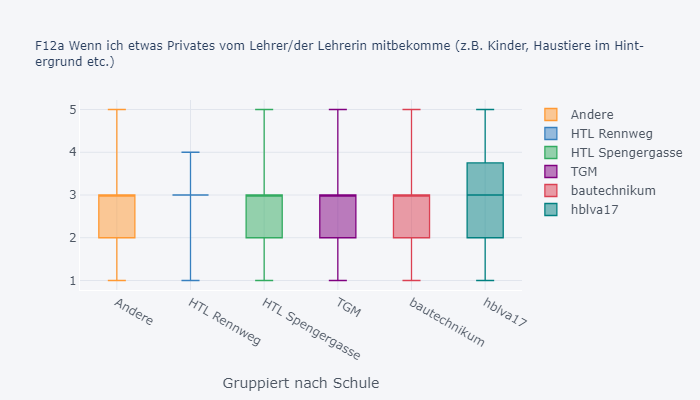 F12a Wenn ich etwas Privates vom Lehrer/der Lehrerin mitbekomme (z.B. Kinder, Haustiere im Hint-
ergrund etc.)
5
4
3
2
1
Andere
HTL Rennweg
HTL Spengergasse
TGM
bautechnikum
hblva17
Gruppiert nach Schule
Andere
HTL Rennweg
HTL Spengergasse
TGM
bautechnikum
hblva17